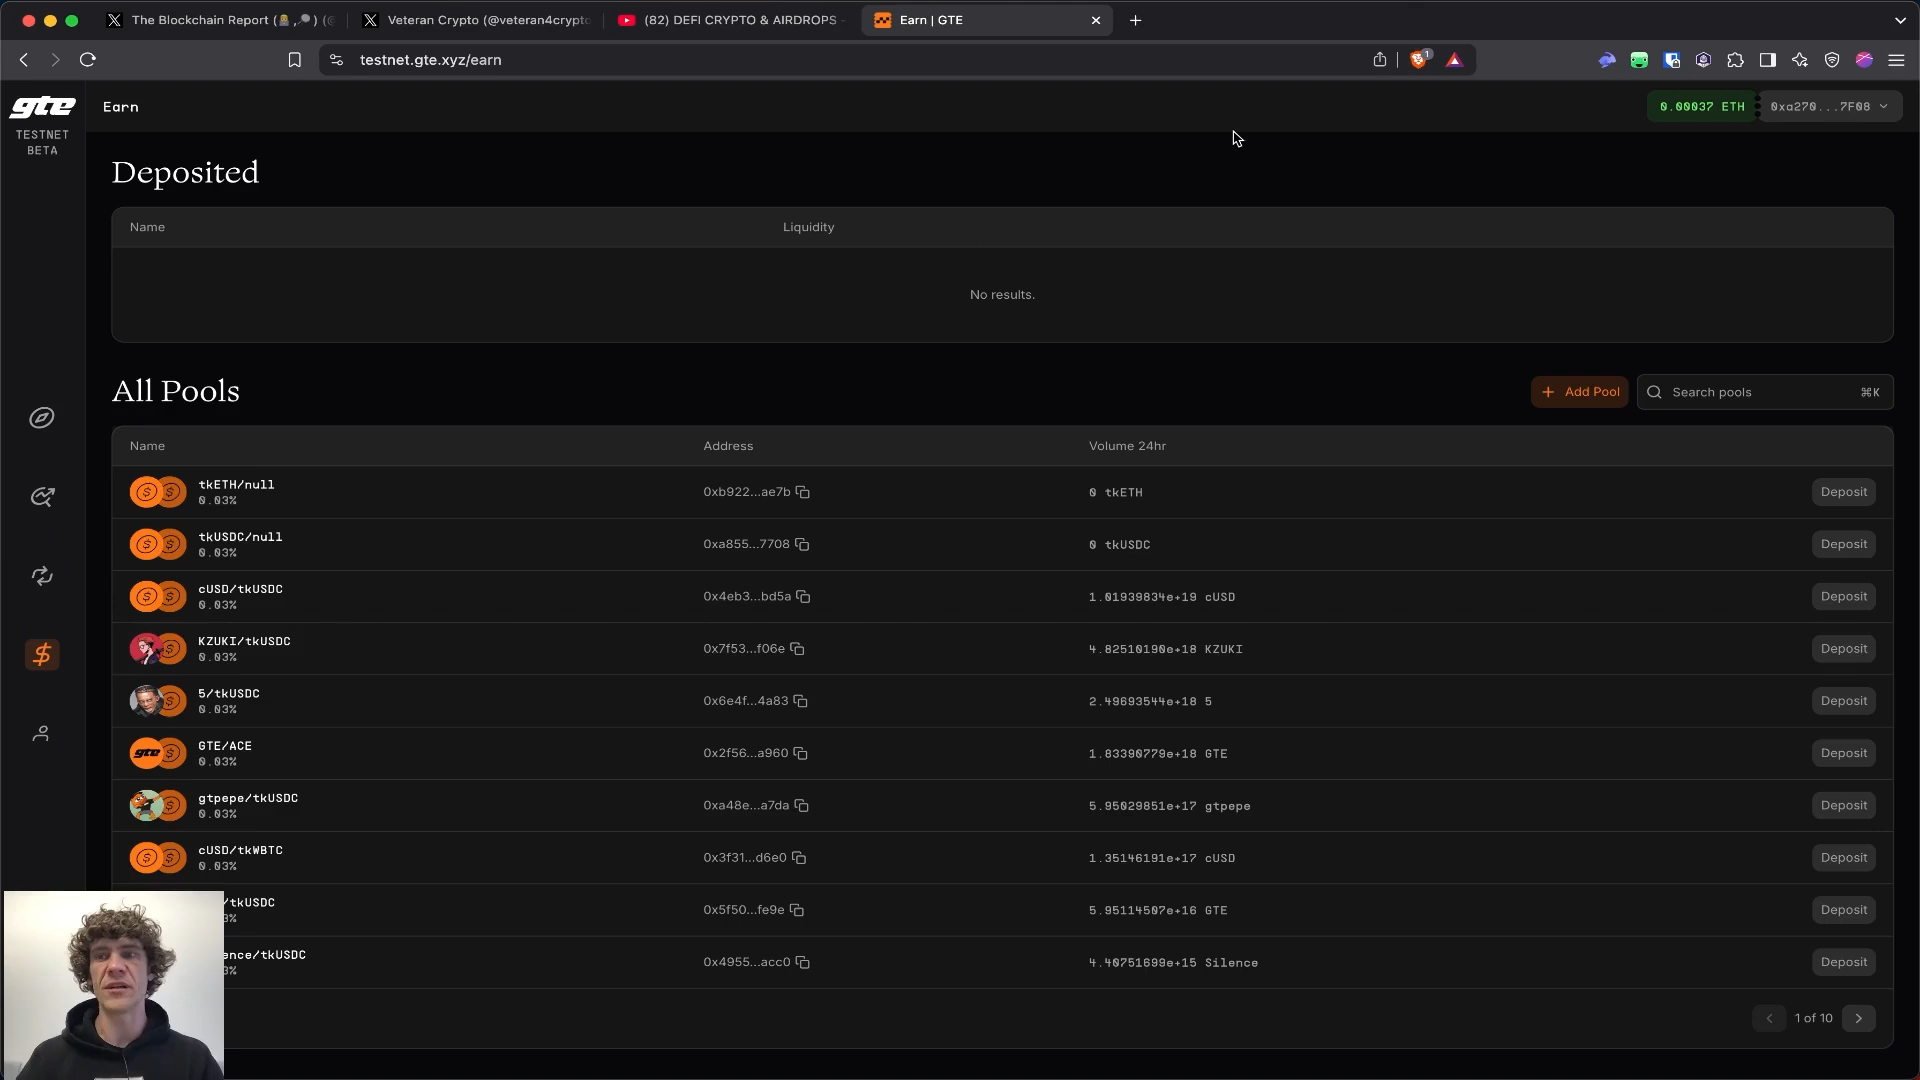 The Blockchain Report (
Veteran Crypto (@veteran4crypto
(82) DEFI CRYPTO & AIRDROPS -
Earn | GTE
testnet.gte.xyz/earn
1
gte
TESTNET
BETA
Earn
0.00037 ETH
0xa270...7F08
Deposited
Name
Liquidity
No results.
All Pools
+ Add Pool
Search pools
⌘K
Name
Address
Volume 24hr
tkETH/null
0.03%
0xb922...ae7b
0 tkETH
Deposit
tkUSDC/null
0.03%
0xa855...7708
0 tkUSDC
Deposit
cUSD/tkUSDC
0.03%
0x4eb3...bd5a
1.01939834e+19 cUSD
Deposit
KZUKI/tkUSDC
0.03%
0x7f53...f06e
4.82510190e+18 KZUKI
Deposit
5/tkUSDC
0.03%
0x6e4f...4a83
2.49693544e+18 5
Deposit
GTE/ACE
0.03%
0x2f56...a960
1.83390779e+18 GTE
Deposit
gtpepe/tkUSDC
0.03%
0xa48e...a7da
5.95029851e+17 gtpepe
Deposit
cUSD/tkWBTC
0.03%
0x3f31...d6e0
1.35146191e+17 cUSD
Deposit
/tkUSDC
3%
0x5f50...fe9e
5.95114507e+16 GTE
Deposit
ence/tkUSDC
3%
0x4955...acc0
4.40751699e+15 Silence
Deposit
1 of 10